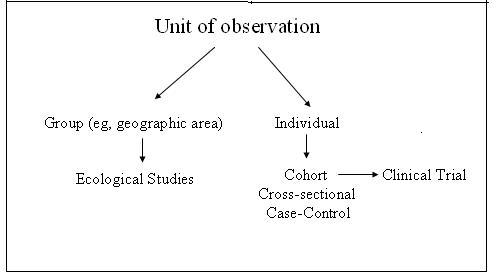 Unit of observation
Group (eg, geographic area)
Individual
Ecological Studies
Cohort
Cross-sectional
Case-Control
Clinical Trial